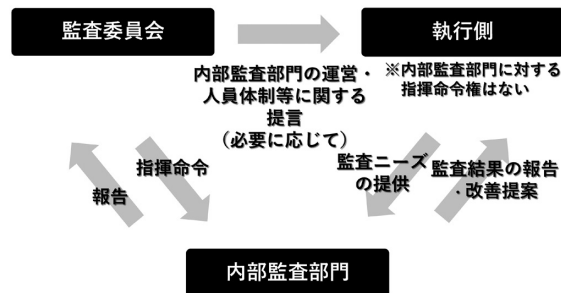 監査委員会
執行側
内部監査部門の運営・
人員体制等に関する
提言
（必要に応じて）
※内部監査部門に対する
指揮命令権はない
報告
指揮命令
監査ニーズ
の提供
監査結果の報告
・改善提案
内部監査部門